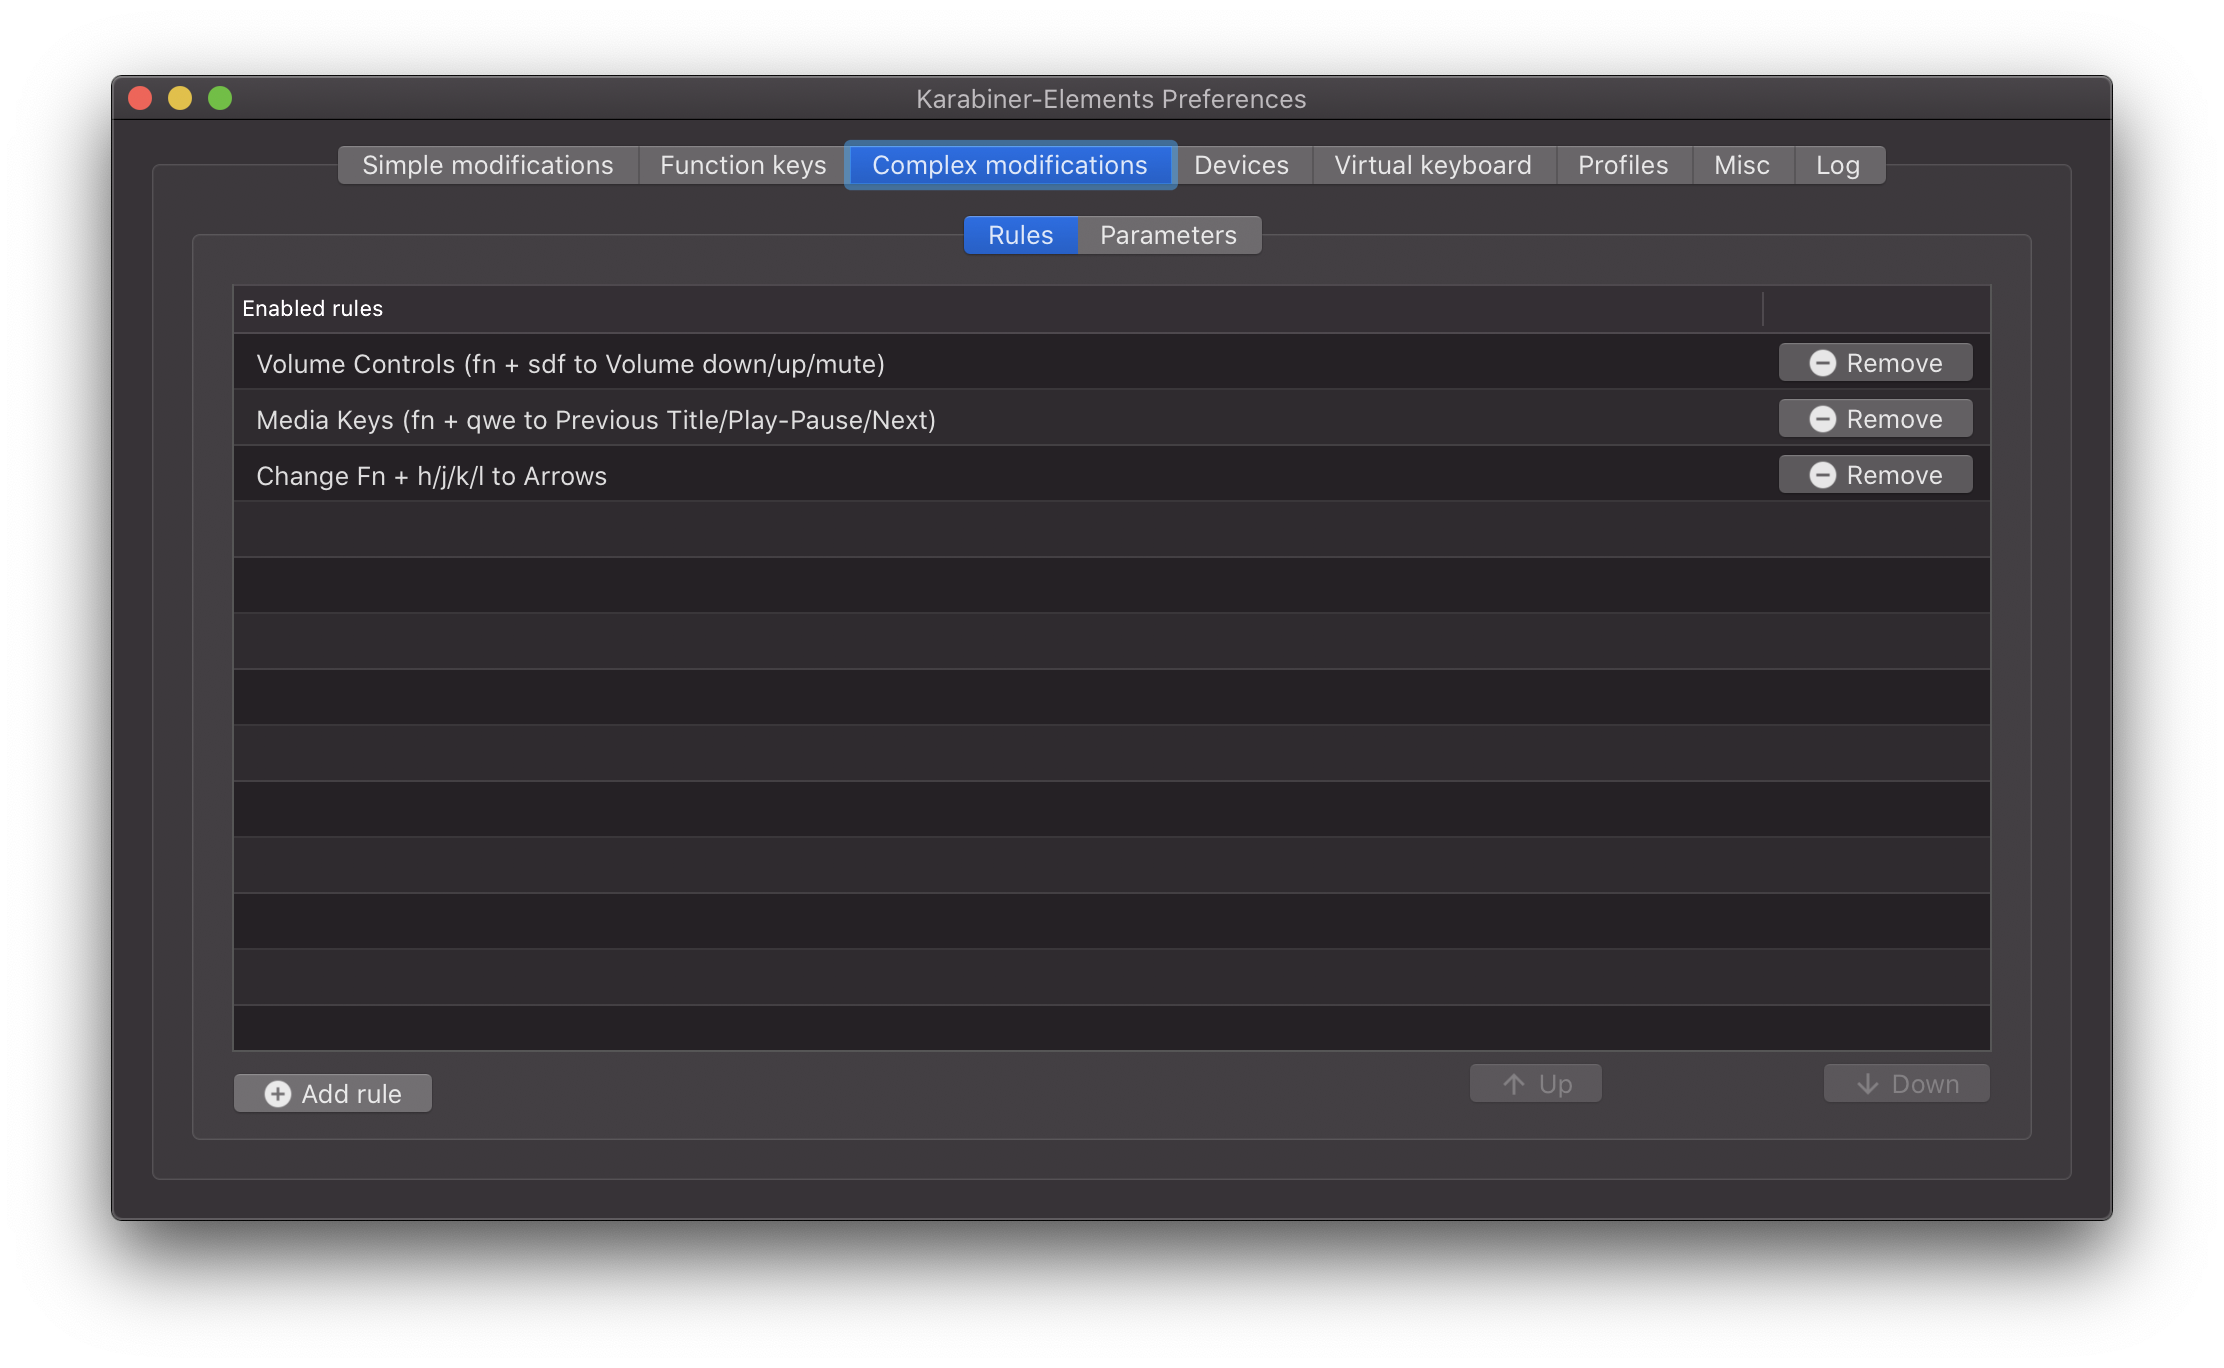 Karabiner-Elements Preferences
Simple modifications Function keys Complex modifications Devices Virtual keyboard Profiles Misc Log
Rules Parameters
Enabled rules
Volume Controls (fn + sdf to Volume down/up/mute) Remove
Media Keys (fn + qwe to Previous Title/Play-Pause/Next) Remove
Change Fn + h/j/k/l to Arrows Remove
Add rule Up Down